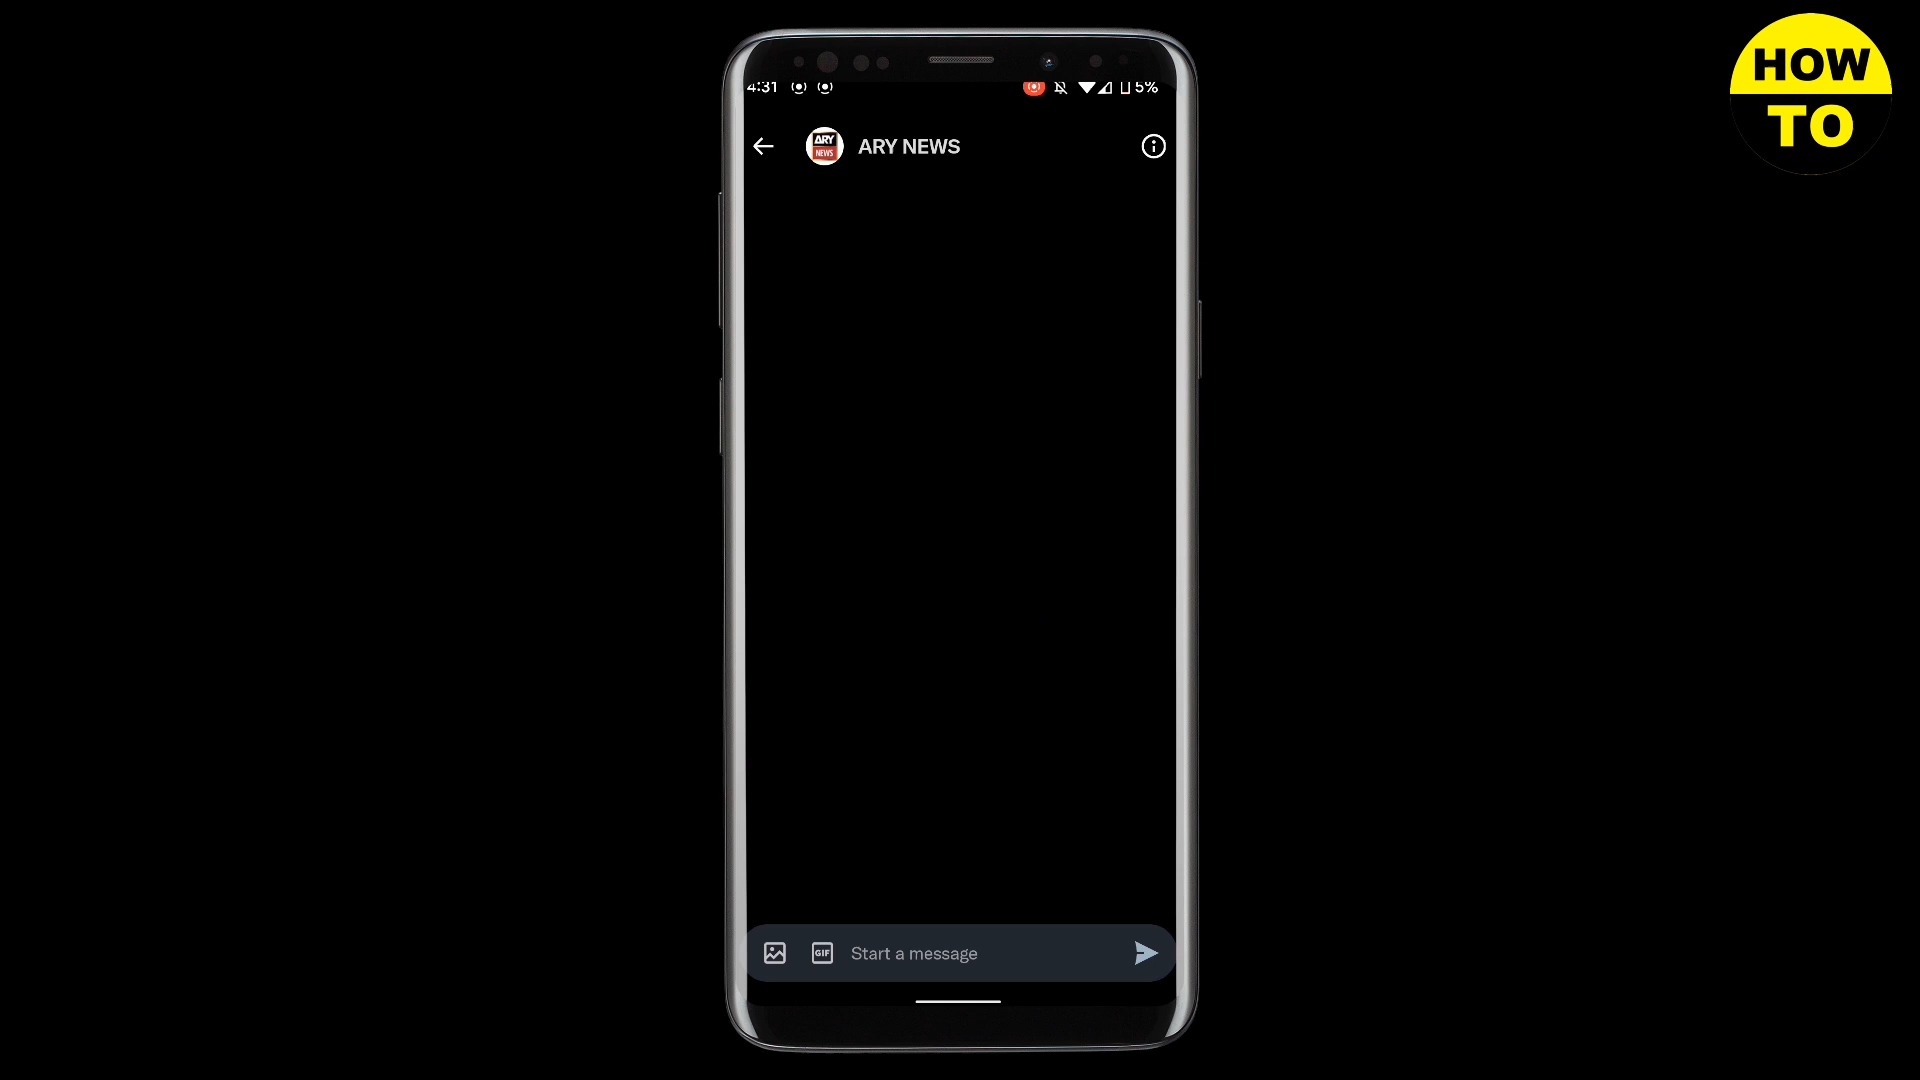 HOW
TO
4:31 5%
ARY
NEWS
ARY NEWS
GIF Start a message